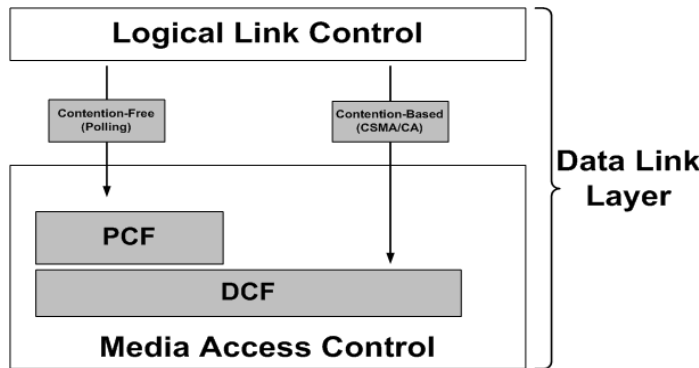 Logical Link Control
Contention-Free
(Polling)
Contention-Based
(CSMA/CA)
Data Link
Layer
PCF
DCF
Media Access Control